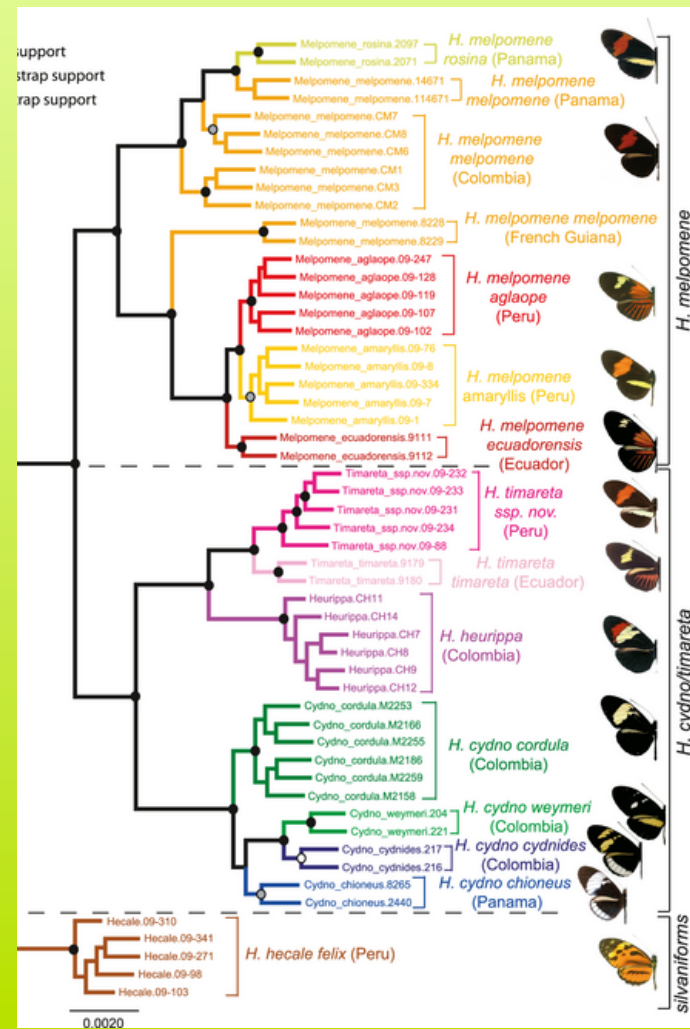 support
strap support
trap support
Melpomene_rosina.2097
Melpomene_rosina.2071
H. melpomene
rosina (Panama)
Melpomene_melpomene.14671
Melpomene_melpomene.114671
H. melpomene
melpomene (Panama)
Melpomene_melpomene.CM7
Melpomene_melpomene.CM8
Melpomene_melpomene.CM6
Melpomene_melpomene.CM1
Melpomene_melpomene.CM3
Melpomene_melpomene.CM2
H. melpomene
melpomene
(Colombia)
Melpomene_melpomene.8228
Melpomene_melpomene.8229
H. melpomene melpomene
(French Guiana)
Melpomene_aglaope.09-247
Melpomene_aglaope.09-128
Melpomene_aglaope.09-119
Melpomene_aglaope.09-107
Melpomene_aglaope.09-102
H. melpomene
aglaope
(Peru)
Melpomene_amaryllis.09-76
Melpomene_amaryllis.09-8
Melpomene_amaryllis.09-334
Melpomene_amaryllis.09-7
Melpomene_amaryllis.09-1
H. melpomene
amaryllis (Peru)
Melpomene_ecuadorensis.9111
Melpomene_ecuadorensis.9112
H. melpomene
ecuadorensis
(Ecuador)
H. melpomene
Timareta_ssp.nov.09-232
Timareta_ssp.nov.09-233
Timareta_ssp.nov.09-231
Timareta_ssp.nov.09-234
Timareta_ssp.nov.09-88
H. timareta
ssp. nov.
(Peru)
Timareta_timareta.9179
Timareta_timareta.9180
H. timareta
timareta (Ecuador)
Heurippa.CH11
Heurippa.CH14
Heurippa.CH7
Heurippa.CH8
Heurippa.CH9
Heurippa.CH12
H. heurippa
(Colombia)
Cydno_cordula.M2253
Cydno_cordula.M2166
Cydno_cordula.M2255
Cydno_cordula.M2186
Cydno_cordula.M2259
Cydno_cordula.M2158
H. cydno cordula
(Colombia)
Cydno_weymeri.204
Cydno_weymeri.221
H. cydno weymeri
(Colombia)
Cydno_cydnides.217
Cydno_cydnides.216
H. cydno cydnides
(Colombia)
Cydno_chioneus.8265
Cydno_chioneus.2440
H. cydno chioneus
(Panama)
H. cydno/timareta
Hecale.09-310
Hecale.09-341
Hecale.09-271
Hecale.09-98
Hecale.09-103
H. hecale felix (Peru)
silvaniforms
0.0020